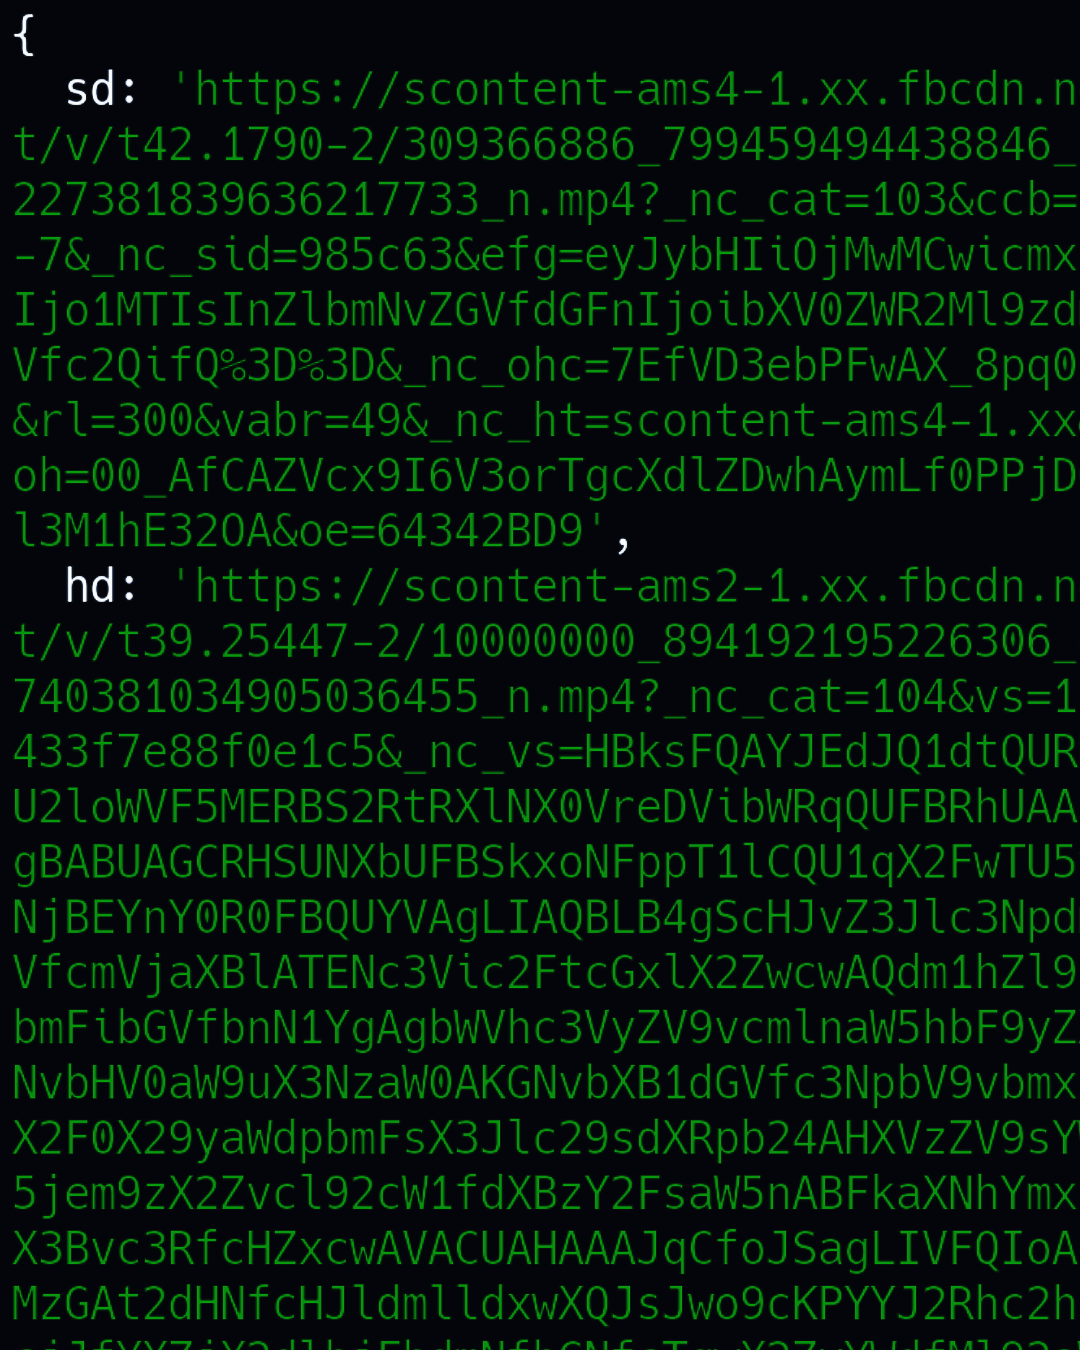 {
sd: 'https://scontent-ams4-1.xx.fbcdn.n
t/v/t42.1790-2/309366886_799459494438846_
227381839636217733_n.mp4?_nc_cat=103&ccb=
-7&_nc_sid=985c63&efg=eyJybHIiOjMwMCwicmx
Ijo1MTIsInZlbmNvZGVfdGFnIjoibXV0ZWR2Ml9zd
Vfc2QifQ%3D%3D&_nc_ohc=7EfVD3ebPFwAX_8pq0
&rl=300&vabr=49&_nc_ht=scontent-ams4-1.xx
oh=00_AfCAZVcx9I6V3orTgcXdlZDwhAymLf0PPjD
l3M1hE32OA&oe=64342BD9',
hd: 'https://scontent-ams2-1.xx.fbcdn.n
t/v/t39.25447-2/10000000_894192195226306_
740381034905036455_n.mp4?_nc_cat=104&vs=1
433f7e88f0e1c5&_nc_vs=HBksFQAYJEdJQ1dtQUR
U2loWVF5MERBS2RtRXlNX0VreDVibWRqQUFBRhUAA
gBABUAGCRHSUNXbUFBSkxoNFppT1lCQU1qX2FwTU5
NjBEYnY0R0FBQUYVAgLIAQBLB4gScHJvZ3Jlc3Npd
VfcmVjaXBlATENc3Vic2FtcGxlX2ZwcwAQdm1hZl9
bmFibGVfbnN1YgAgbWVhc3VyZV9vcmlnaW5hbF9yZ
NvbHV0aW9uX3NzaW0AKGNvbXB1dGVfc3NpbV9vbmx
X2F0X29yaWdpbmFsX3Jlc29sdXRpb24AHXVzZV9sY
5jem9zX2Zvcl92cW1fdXBzY2FsaW5nABFkaXNhYmx
X3Bvc3RfcHZxcwAVACUAHAAAJqCfoJSagLIVFQIoA
MzGAt2dHNfcHJldmlldxwXQJsJwo9cKPYYJ2Rhc2h